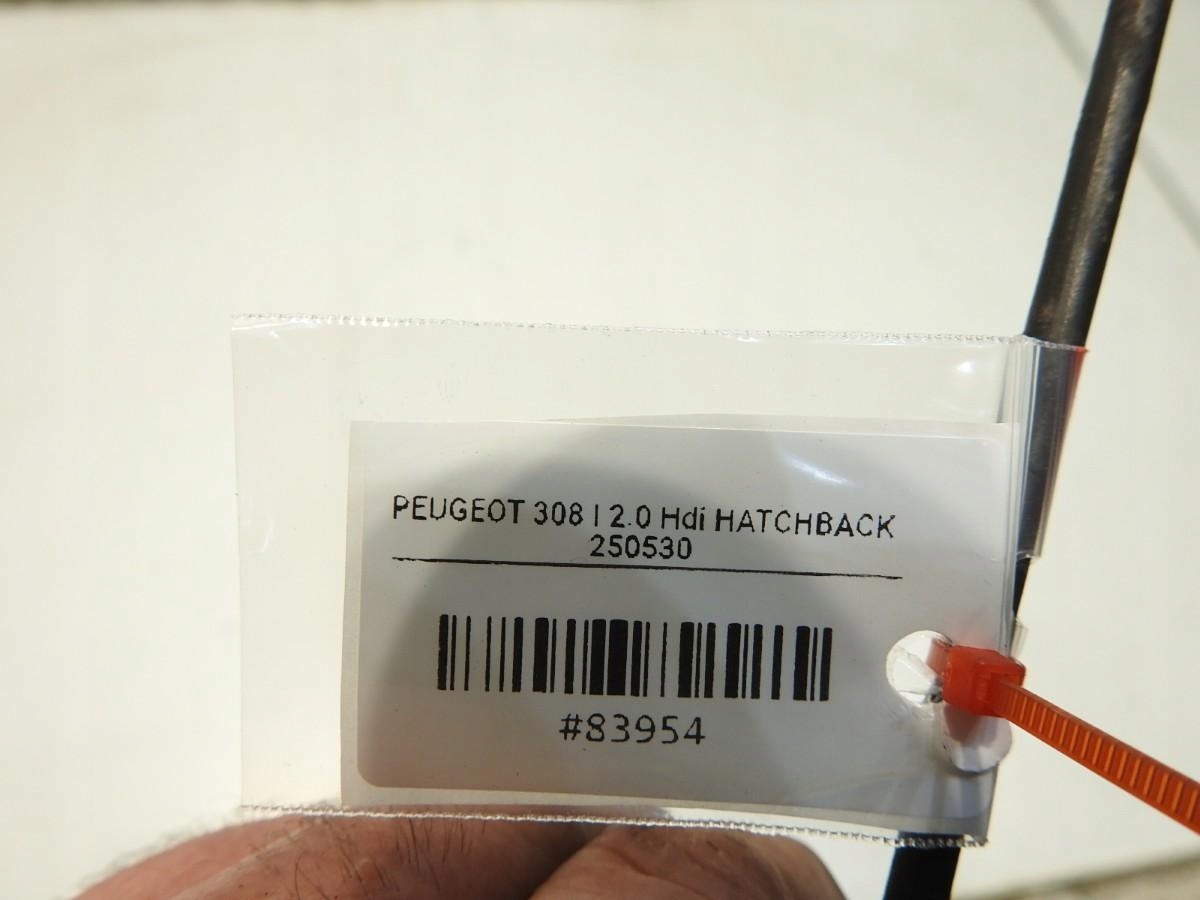 PEUGEOT 308 I 2.0 Hdi HATCHBACK
250530
#83954